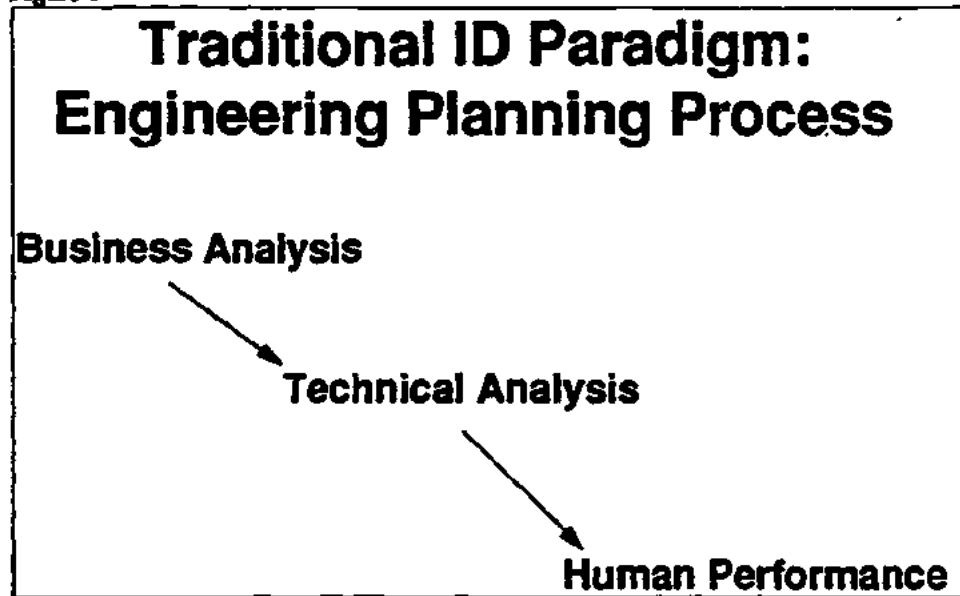 Traditional ID Paradigm:
Engineering Planning Process
Business Analysis
Technical Analysis
Human Performance